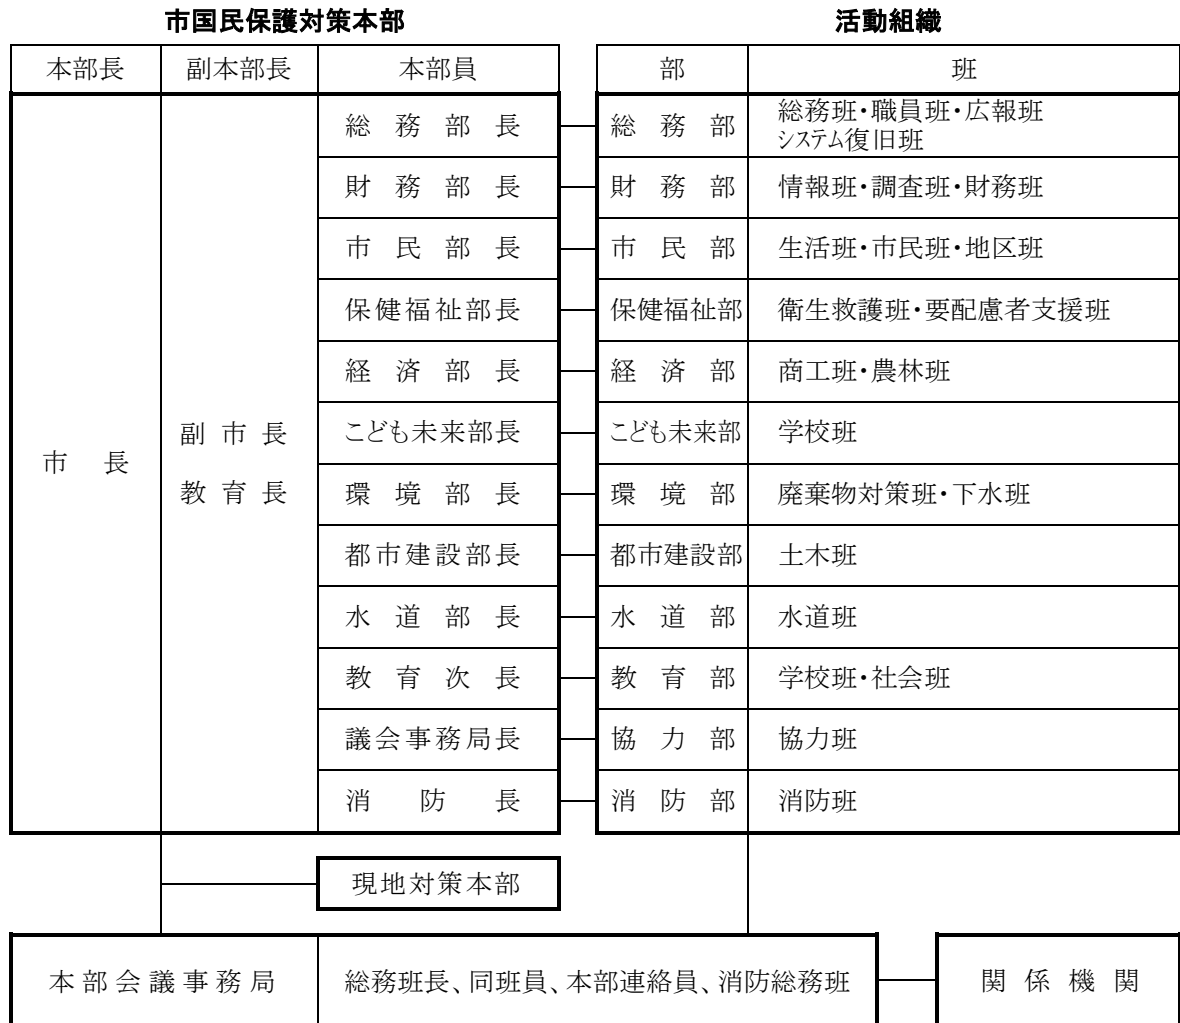 市国民保護対策本部 活動組織
本部長 副本部長 本部員 部 班
市長
副市長
教育長
総務部長 総務部 総務班・職員班・広報班
システム復旧班
財務部長 財務部 情報班・調査班・財務班
市民部長 市民部 生活班・市民班・地区班
保健福祉部長 保健福祉部 衛生救護班・要配慮者支援班
経済部長 経済部 商工班・農林班
こども未来部長 こども未来部 学校班
環境部長 環境部 廃棄物対策班・下水班
都市建設部長 都市建設部 土木班
水道部長 水道部 水道班
教育次長 教育部 学校班・社会班
議会事務局長 協力部 協力班
消防長 消防部 消防班
現地対策本部
本部会議事務局 総務班長、同班員、本部連絡員、消防総務班 関係機関